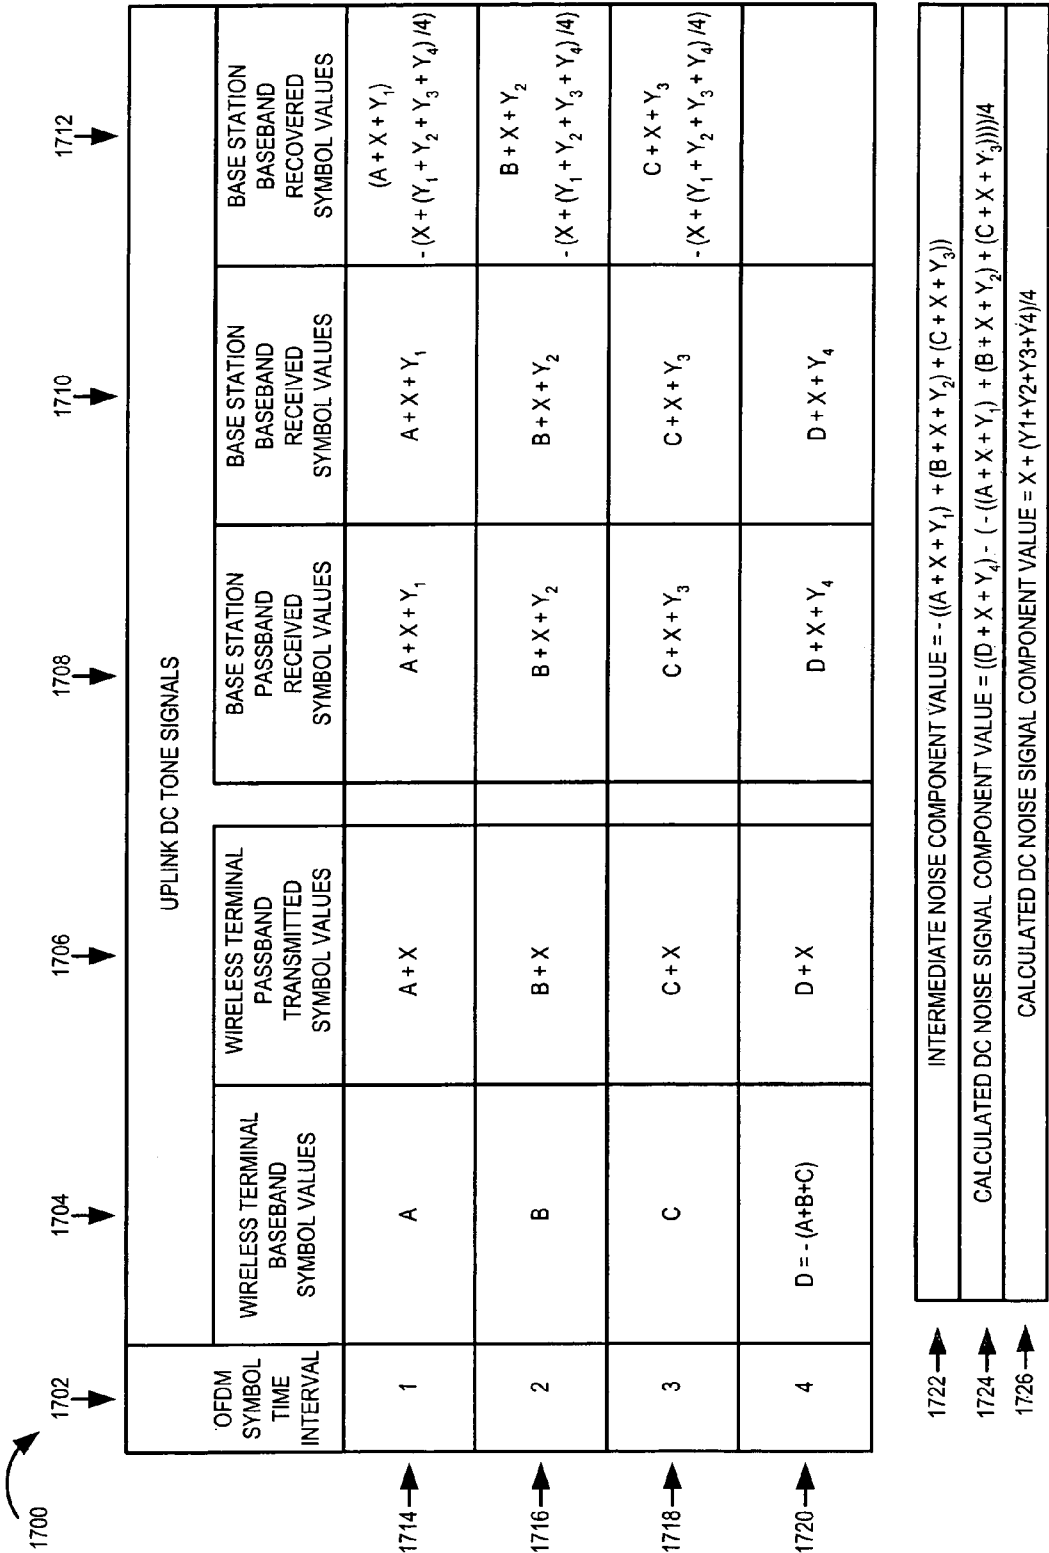 1700
1702
1704
1706
1708
1710
1712
UPLINK DC TONE SIGNALS
OFDM
SYMBOL
TIME
INTERVAL
WIRELESS TERMINAL
BASEBAND
SYMBOL VALUES
WIRELESS TERMINAL
PASSBAND
TRANSMITTED
SYMBOL VALUES
BASE STATION
PASSBAND
RECEIVED
SYMBOL VALUES
BASE STATION
BASEBAND
RECEIVED
SYMBOL VALUES
BASE STATION
BASEBAND
RECOVERED
SYMBOL VALUES
1714
1
A
A + X
A + X + Y₁
A + X + Y₁
(A + X + Y₁)
- (X + (Y₁ + Y₂ + Y₃ + Y₄) /4)
1716
2
B
B + X
B + X + Y₂
B + X + Y₂
B + X + Y₂
- (X + (Y₁ + Y₂ + Y₃ + Y₄) /4)
1718
3
C
C + X
C + X + Y₃
C + X + Y₃
C + X + Y₃
- (X + (Y₁ + Y₂ + Y₃ + Y₄) /4)
1720
4
D = - (A+B+C)
D + X
D + X + Y₄
D + X + Y₄
1722
INTERMEDIATE NOISE COMPONENT VALUE = - ((A + X + Y₁) + (B + X + Y₂) + (C + X + Y₃))
1724
CALCULATED DC NOISE SIGNAL COMPONENT VALUE = ((D + X + Y₄) - ( - ((A + X + Y₁) + (B + X + Y₂) + (C + X + Y₃))))/4
1726
CALCULATED DC NOISE SIGNAL COMPONENT VALUE = X + (Y1+Y2+Y3+Y4)/4